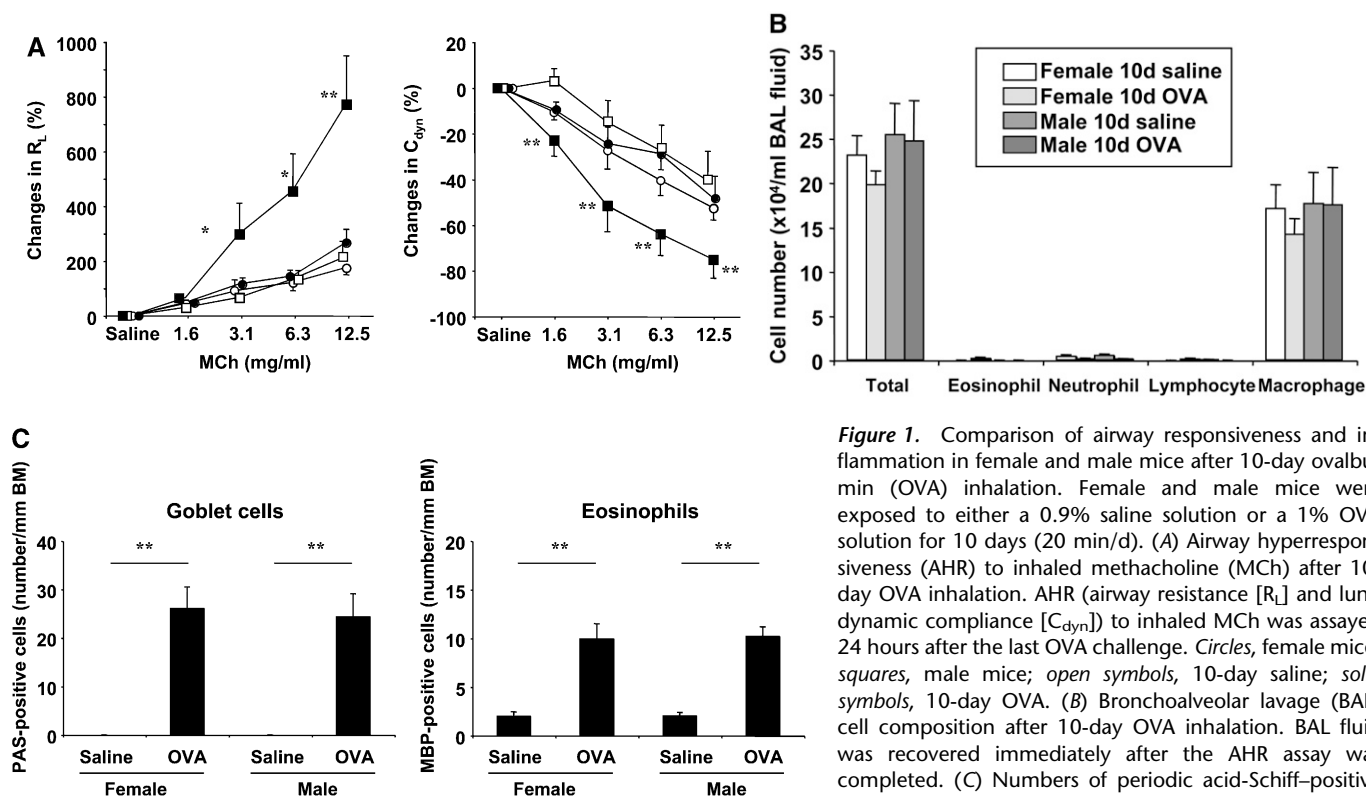 A
1000
800
600
400
200
0
Changes in R_L (%)
**
*
*
Saline 1.6 3.1 6.3 12.5
MCh (mg/ml)
20
0
-20
-40
-60
-80
-100
Changes in C_dyn (%)
**
**
**
**
Saline 1.6 3.1 6.3 12.5
MCh (mg/ml)
B
35
30
25
20
15
10
5
0
Cell number (x10⁴/ml BAL fluid)
Female 10d saline
Female 10d OVA
Male 10d saline
Male 10d OVA
Total Eosinophil Neutrophil Lymphocyte Macrophage
C
Goblet cells
PAS-positive cells (number/mm BM)
40
30
20
10
0
** **
Saline OVA Saline OVA
Female Male
Eosinophils
MBP-positive cells (number/mm BM)
20
15
10
5
0
** **
Saline OVA Saline OVA
Female Male
Figure 1. Comparison of airway responsiveness and in
flammation in female and male mice after 10-day ovalbu
min (OVA) inhalation. Female and male mice wer
exposed to either a 0.9% saline solution or a 1% OV
solution for 10 days (20 min/d). (A) Airway hyperrespon
siveness (AHR) to inhaled methacholine (MCh) after 10
day OVA inhalation. AHR (airway resistance [R_L] and lun
dynamic compliance [C_dyn]) to inhaled MCh was assaye
24 hours after the last OVA challenge. Circles, female mice
squares, male mice; open symbols, 10-day saline; soli
symbols, 10-day OVA. (B) Bronchoalveolar lavage (BAL
cell composition after 10-day OVA inhalation. BAL flui
was recovered immediately after the AHR assay wa
completed. (C) Numbers of periodic acid-Schiff–positive